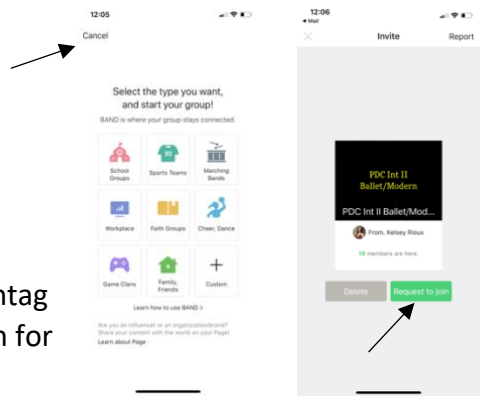 12:05
Cancel
Select the type you want,
and start your group!
BAND is where your group stays connected.
School
Groups
30
Sports Teams
Marching
Bands
Workplace
Faith Groups
Cheer, Dance
Game Clans
Family,
Friends
Custom
Learn how to use BAND >
Are you an influencer or an organization/brand?
Share your content with the world on your Page!
Learn about Page
ntag
n for
12:06
◂ Mail
Invite
Report
PDC Int II
Ballet/Modern
PDC Int II Ballet/Mod...
From. Kelsey Rioux
members are here.
Delete
Request to join